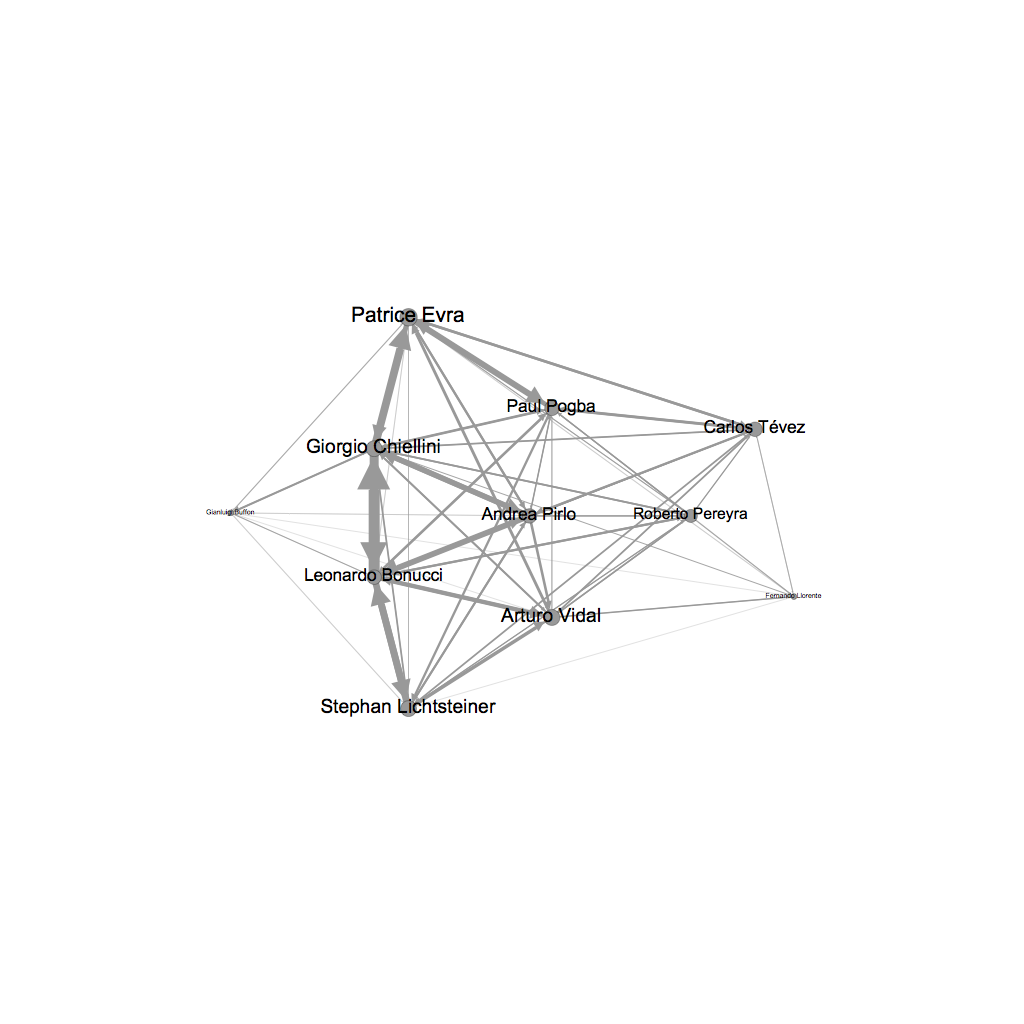 Patrice Evra
Paul Pogba
Carlos Tévez
Giorgio Chiellini
Gianluigi Buffon
Andrea Pirlo
Roberto Pereyra
Leonardo Bonucci
Fernando Llorente
Arturo Vidal
Stephan Lichtsteiner